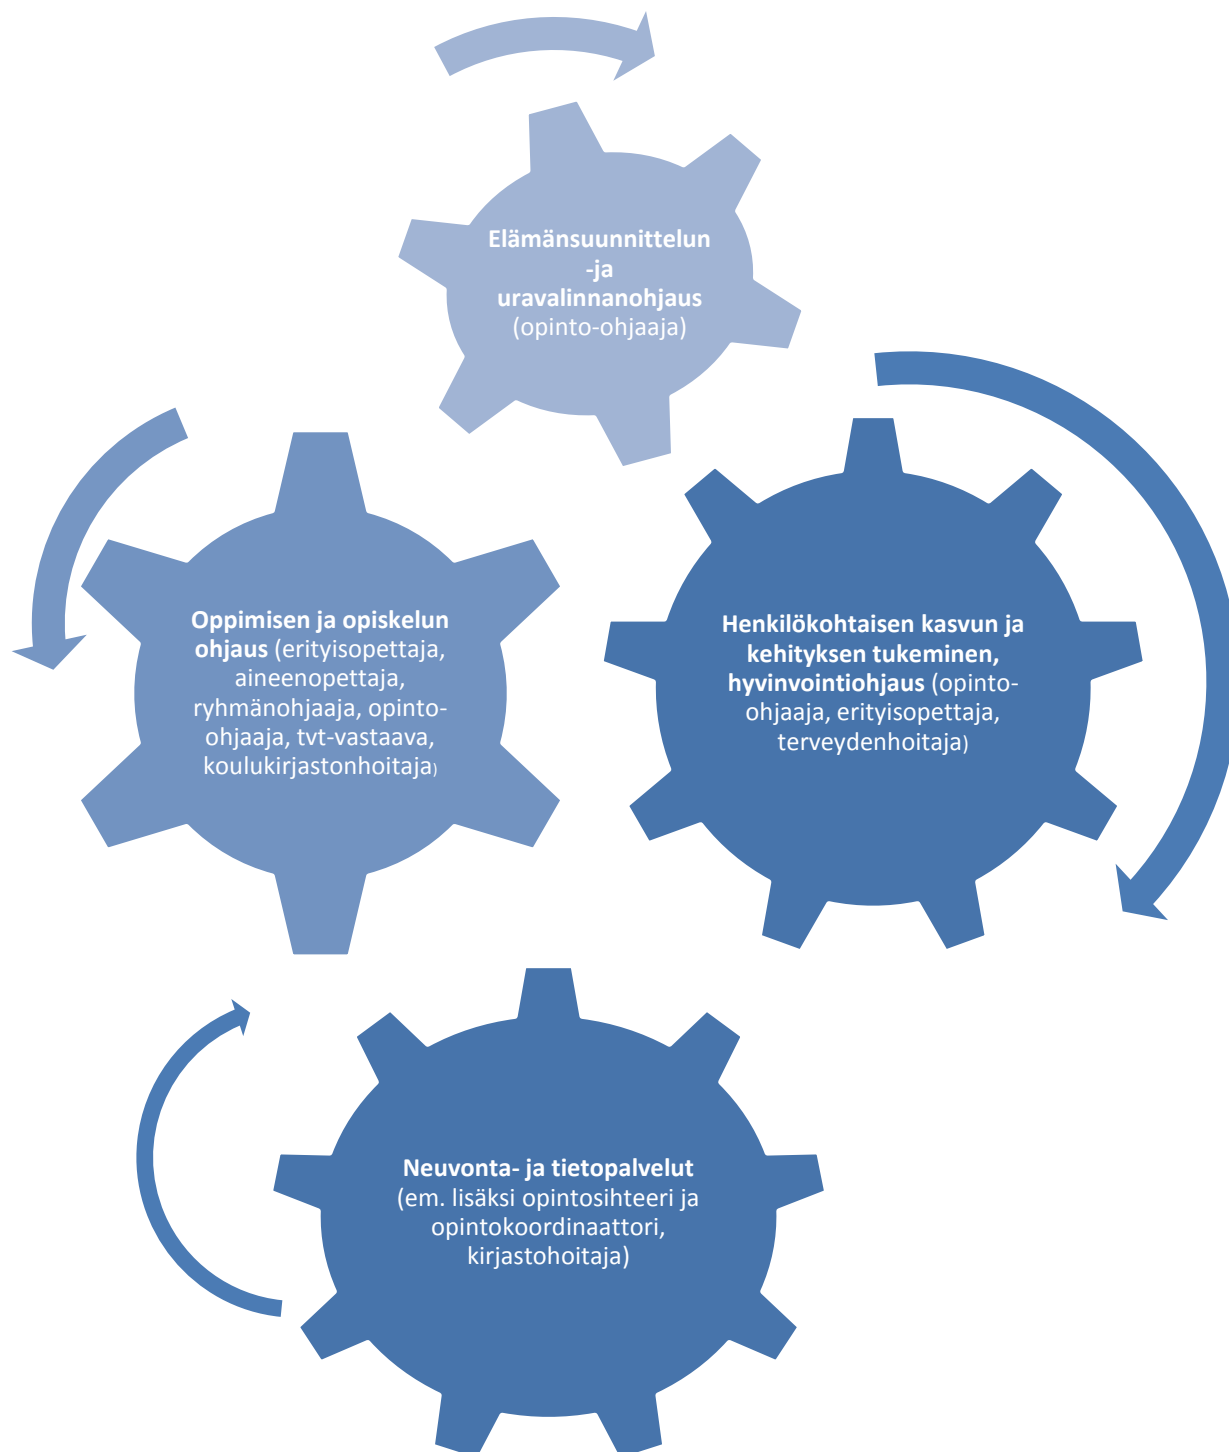 Elämänsuunnittelun
-ja
uravalinnanohjaus
(opinto-ohjaaja)
Oppimisen ja opiskelun
ohjaus (erityisopettaja,
aineenopettaja,
ryhmänohjaaja, opinto-
ohjaaja, tvt-vastaava,
koulukirjastonhoitaja)
Henkilökohtaisen kasvun ja
kehityksen tukeminen,
hyvinvointiohjaus (opinto-
ohjaaja, erityisopettaja,
terveydenhoitaja)
Neuvonta- ja tietopalvelut
(em. lisäksi opintosihteeri ja
opintokoordinaattori,
kirjastohoitaja)